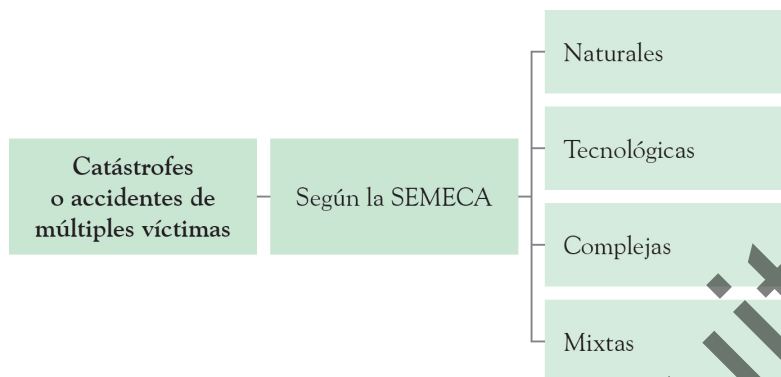 Catástrofes
o accidentes de
múltiples víctimas
Según la SEMECA
Naturales
Tecnológicas
Complejas
Mixtas